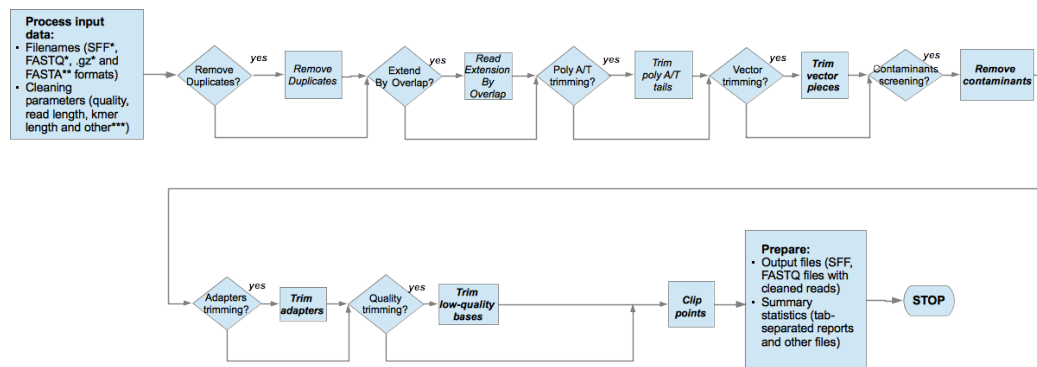 Process input
data:
• Filenames (SFF*,
FASTQ*, .gz* and
FASTA** formats)
• Cleaning
parameters (quality,
read length, kmer
length and other***)
Remove
Duplicates?
yes
Remove
Duplicates
Extend
By Overlap?
yes
Read
Extension
By
Overlap
Poly A/T
trimming?
yes
Trim
poly A/T
tails
Vector
trimming?
yes
Trim
vector
pieces
Contaminants
screening?
yes
Remove
contaminants
Adapters
trimming?
yes
Trim
adapters
Quality
trimming?
yes
Trim
low-quality
bases
Clip
points
Prepare:
• Output files (SFF,
FASTQ files with
cleaned reads)
• Summary
statistics (tab-
separated reports
and other files)
STOP